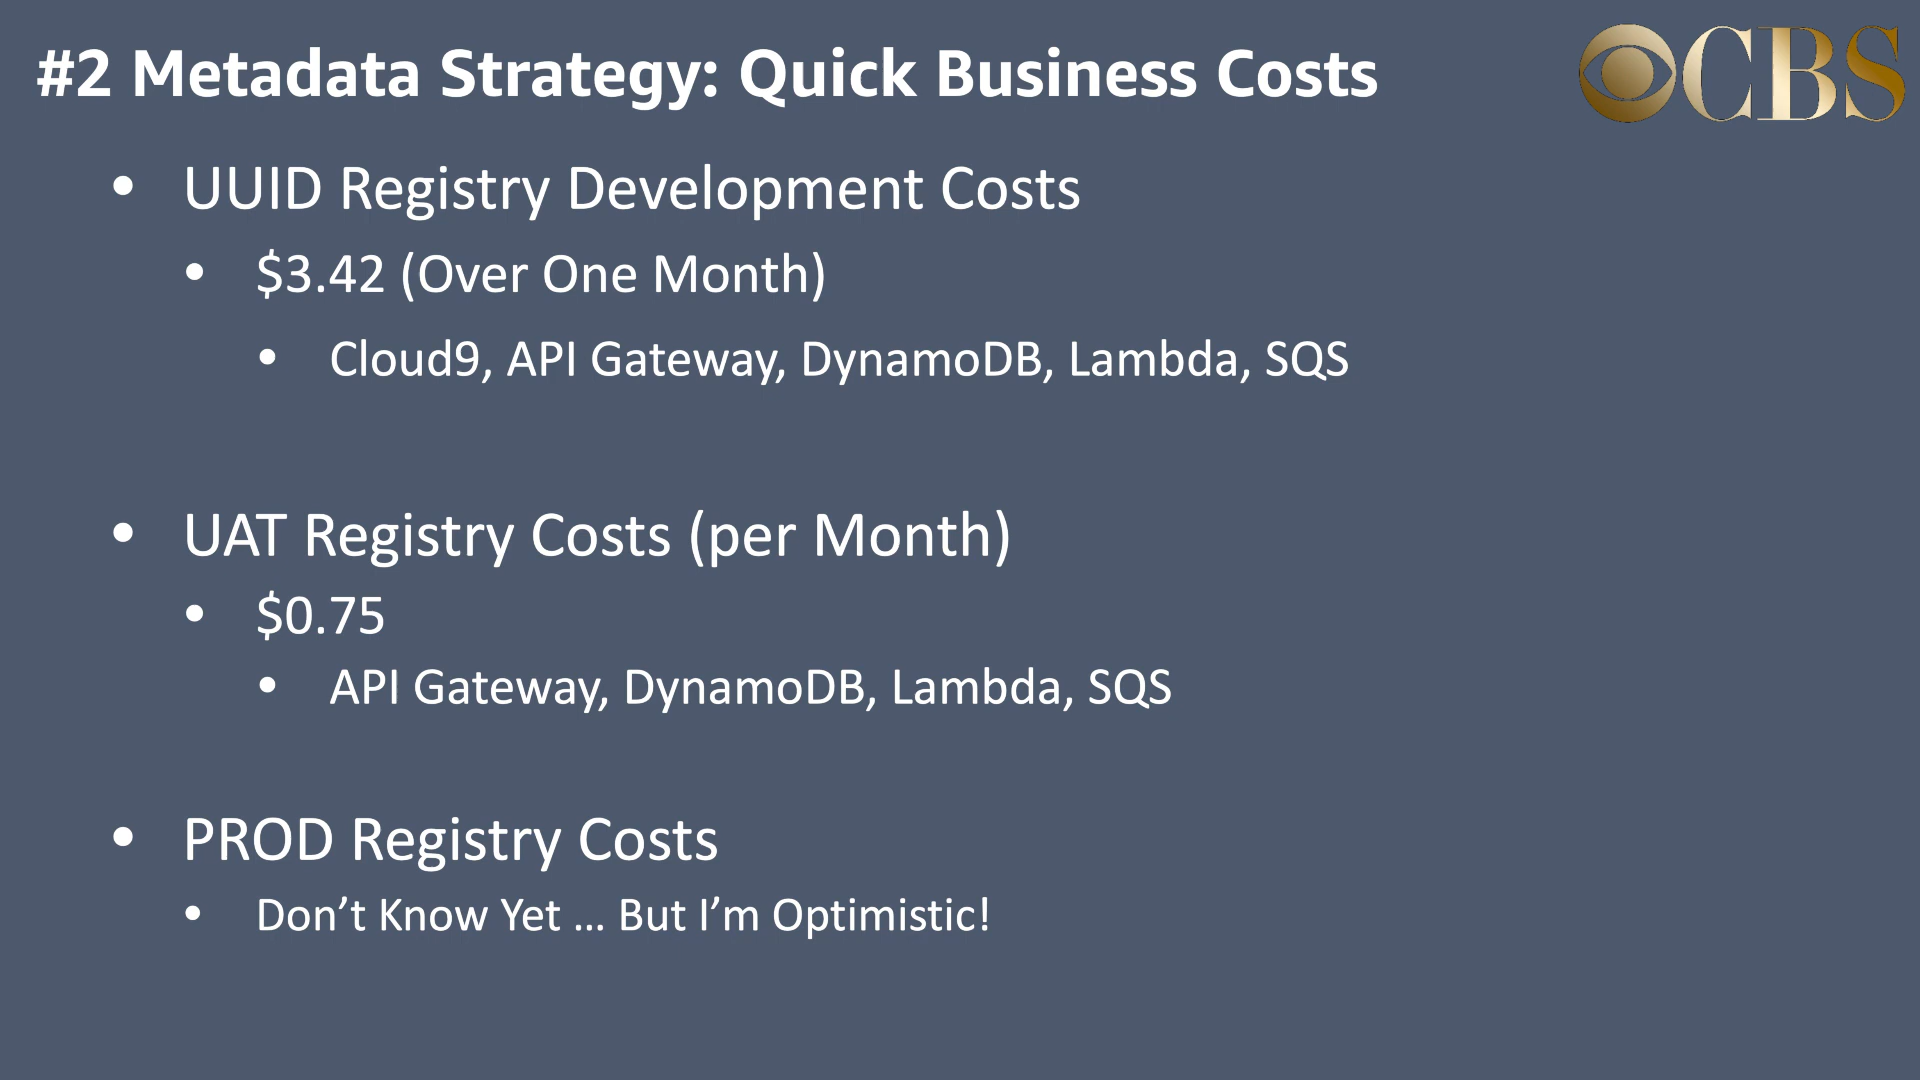 #2 Metadata Strategy: Quick Business Costs
CBS
• UUID Registry Development Costs
• $3.42 (Over One Month)
• Cloud9, API Gateway, DynamoDB, Lambda, SQS
• UAT Registry Costs (per Month)
• $0.75
• API Gateway, DynamoDB, Lambda, SQS
• PROD Registry Costs
• Don’t Know Yet … But I’m Optimistic!